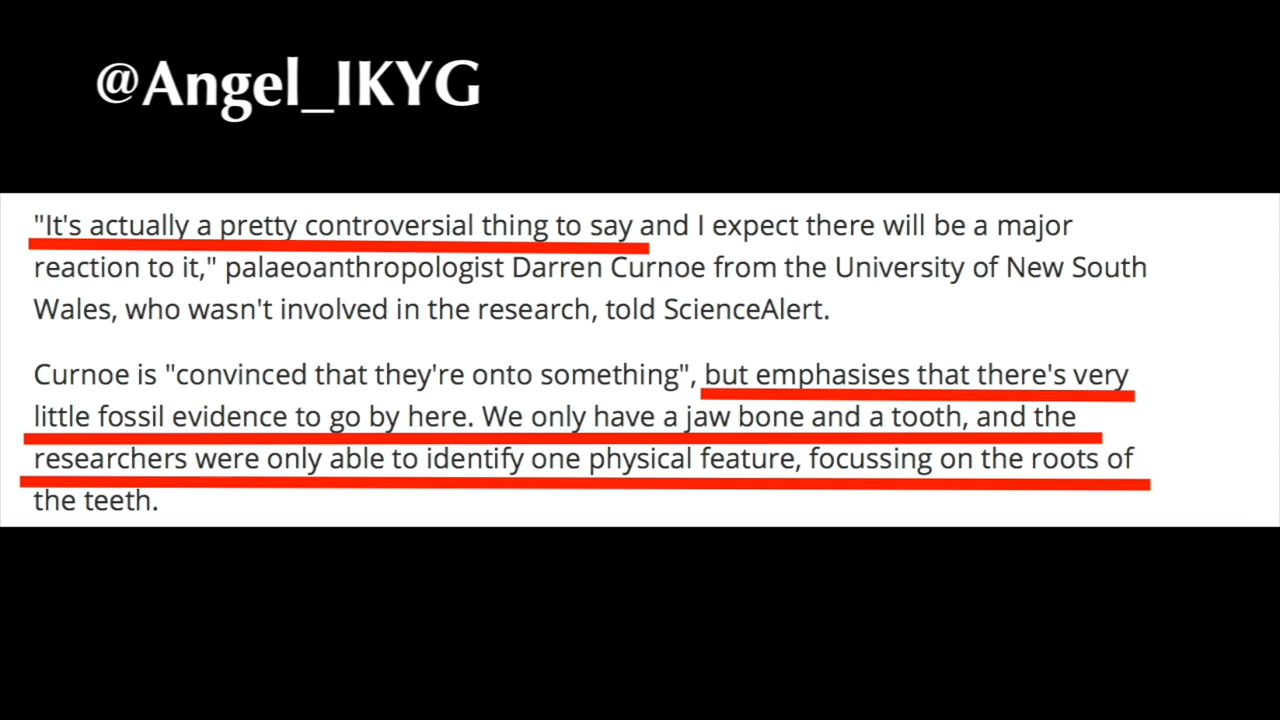 @Angel_IKYG
"It's actually a pretty controversial thing to say and I expect there will be a major
reaction to it," palaeoanthropologist Darren Curnoe from the University of New South
Wales, who wasn't involved in the research, told ScienceAlert.
Curnoe is "convinced that they're onto something", but emphasises that there's very
little fossil evidence to go by here. We only have a jaw bone and a tooth, and the
researchers were only able to identify one physical feature, focussing on the roots of
the teeth.